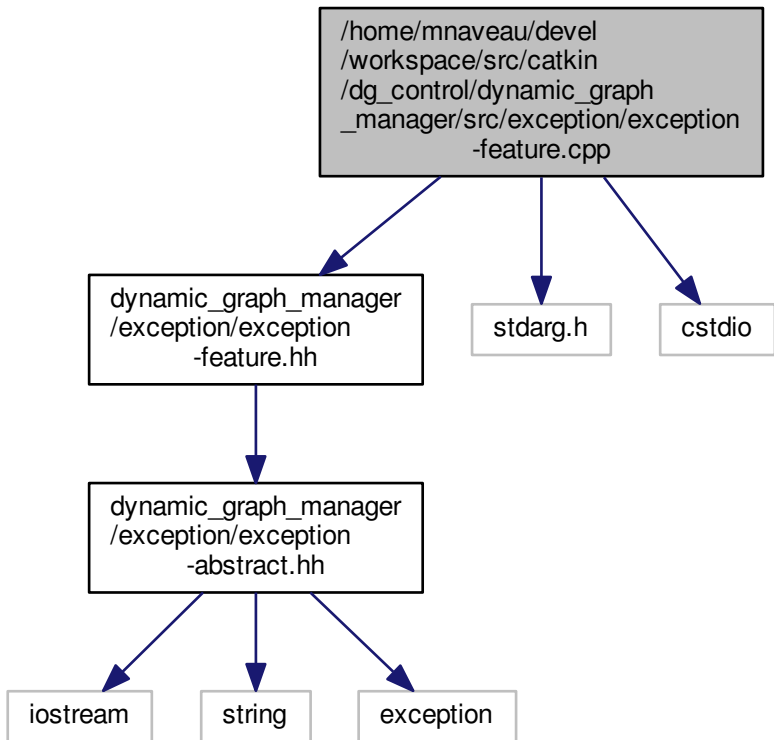 /home/mnaveau/devel
/workspace/src/catkin
/dg_control/dynamic_graph
_manager/src/exception/exception
-feature.cpp
dynamic_graph_manager
/exception/exception
-feature.hh
stdarg.h
cstdio
dynamic_graph_manager
/exception/exception
-abstract.hh
iostream
string
exception